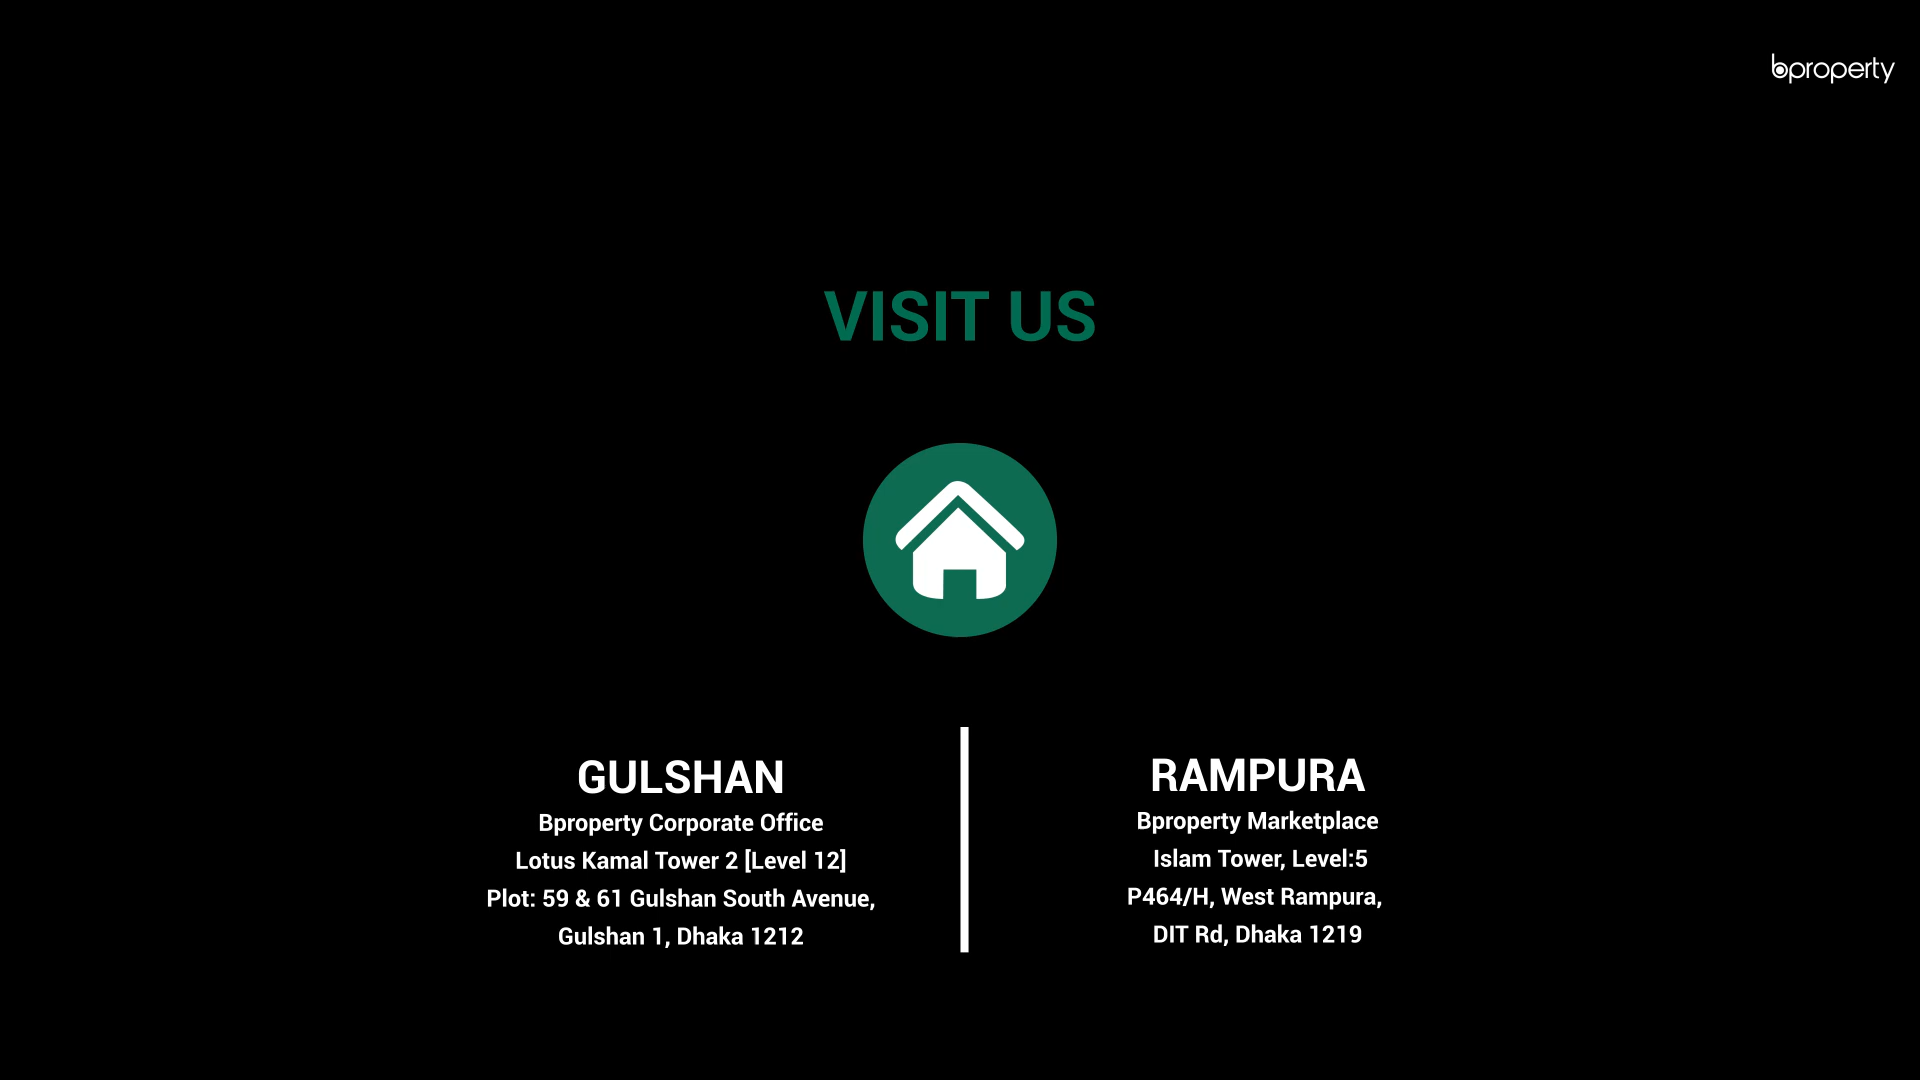 bproperty
VISIT US
GULSHAN
Bproperty Corporate Office
Lotus Kamal Tower 2 [Level 12]
Plot: 59 & 61 Gulshan South Avenue,
Gulshan 1, Dhaka 1212
RAMPURA
Bproperty Marketplace
Islam Tower, Level:5
P464/H, West Rampura,
DIT Rd, Dhaka 1219